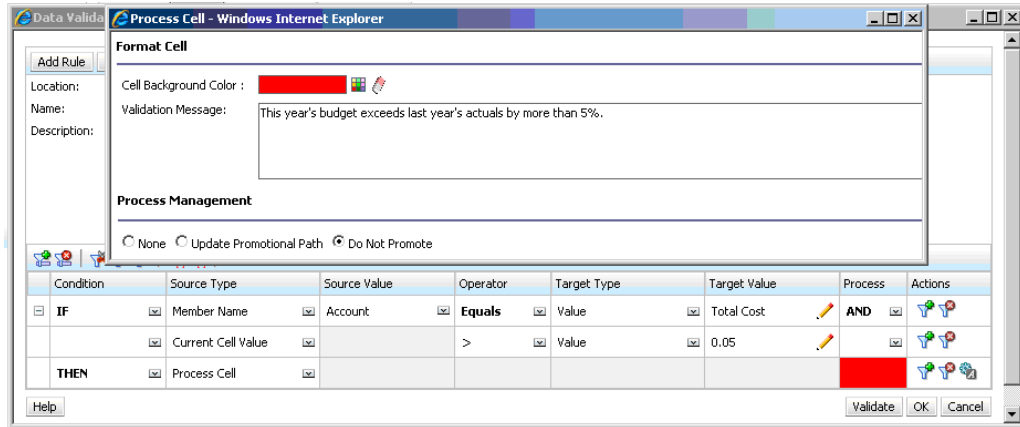 Data Valida
Process Cell - Windows Internet Explorer
Format Cell
Add Rule
Location:
Cell Background Color :
Name:
Validation Message:
This year's budget exceeds last year's actuals by more than 5%.
Description:
Process Management
None Update Promotional Path Do Not Promote
Condition Source Type Source Value Operator Target Type Target Value Process Actions
IF Member Name Account Equals Value Total Cost AND
Current Cell Value > Value 0.05
THEN Process Cell
Help Validate OK Cancel